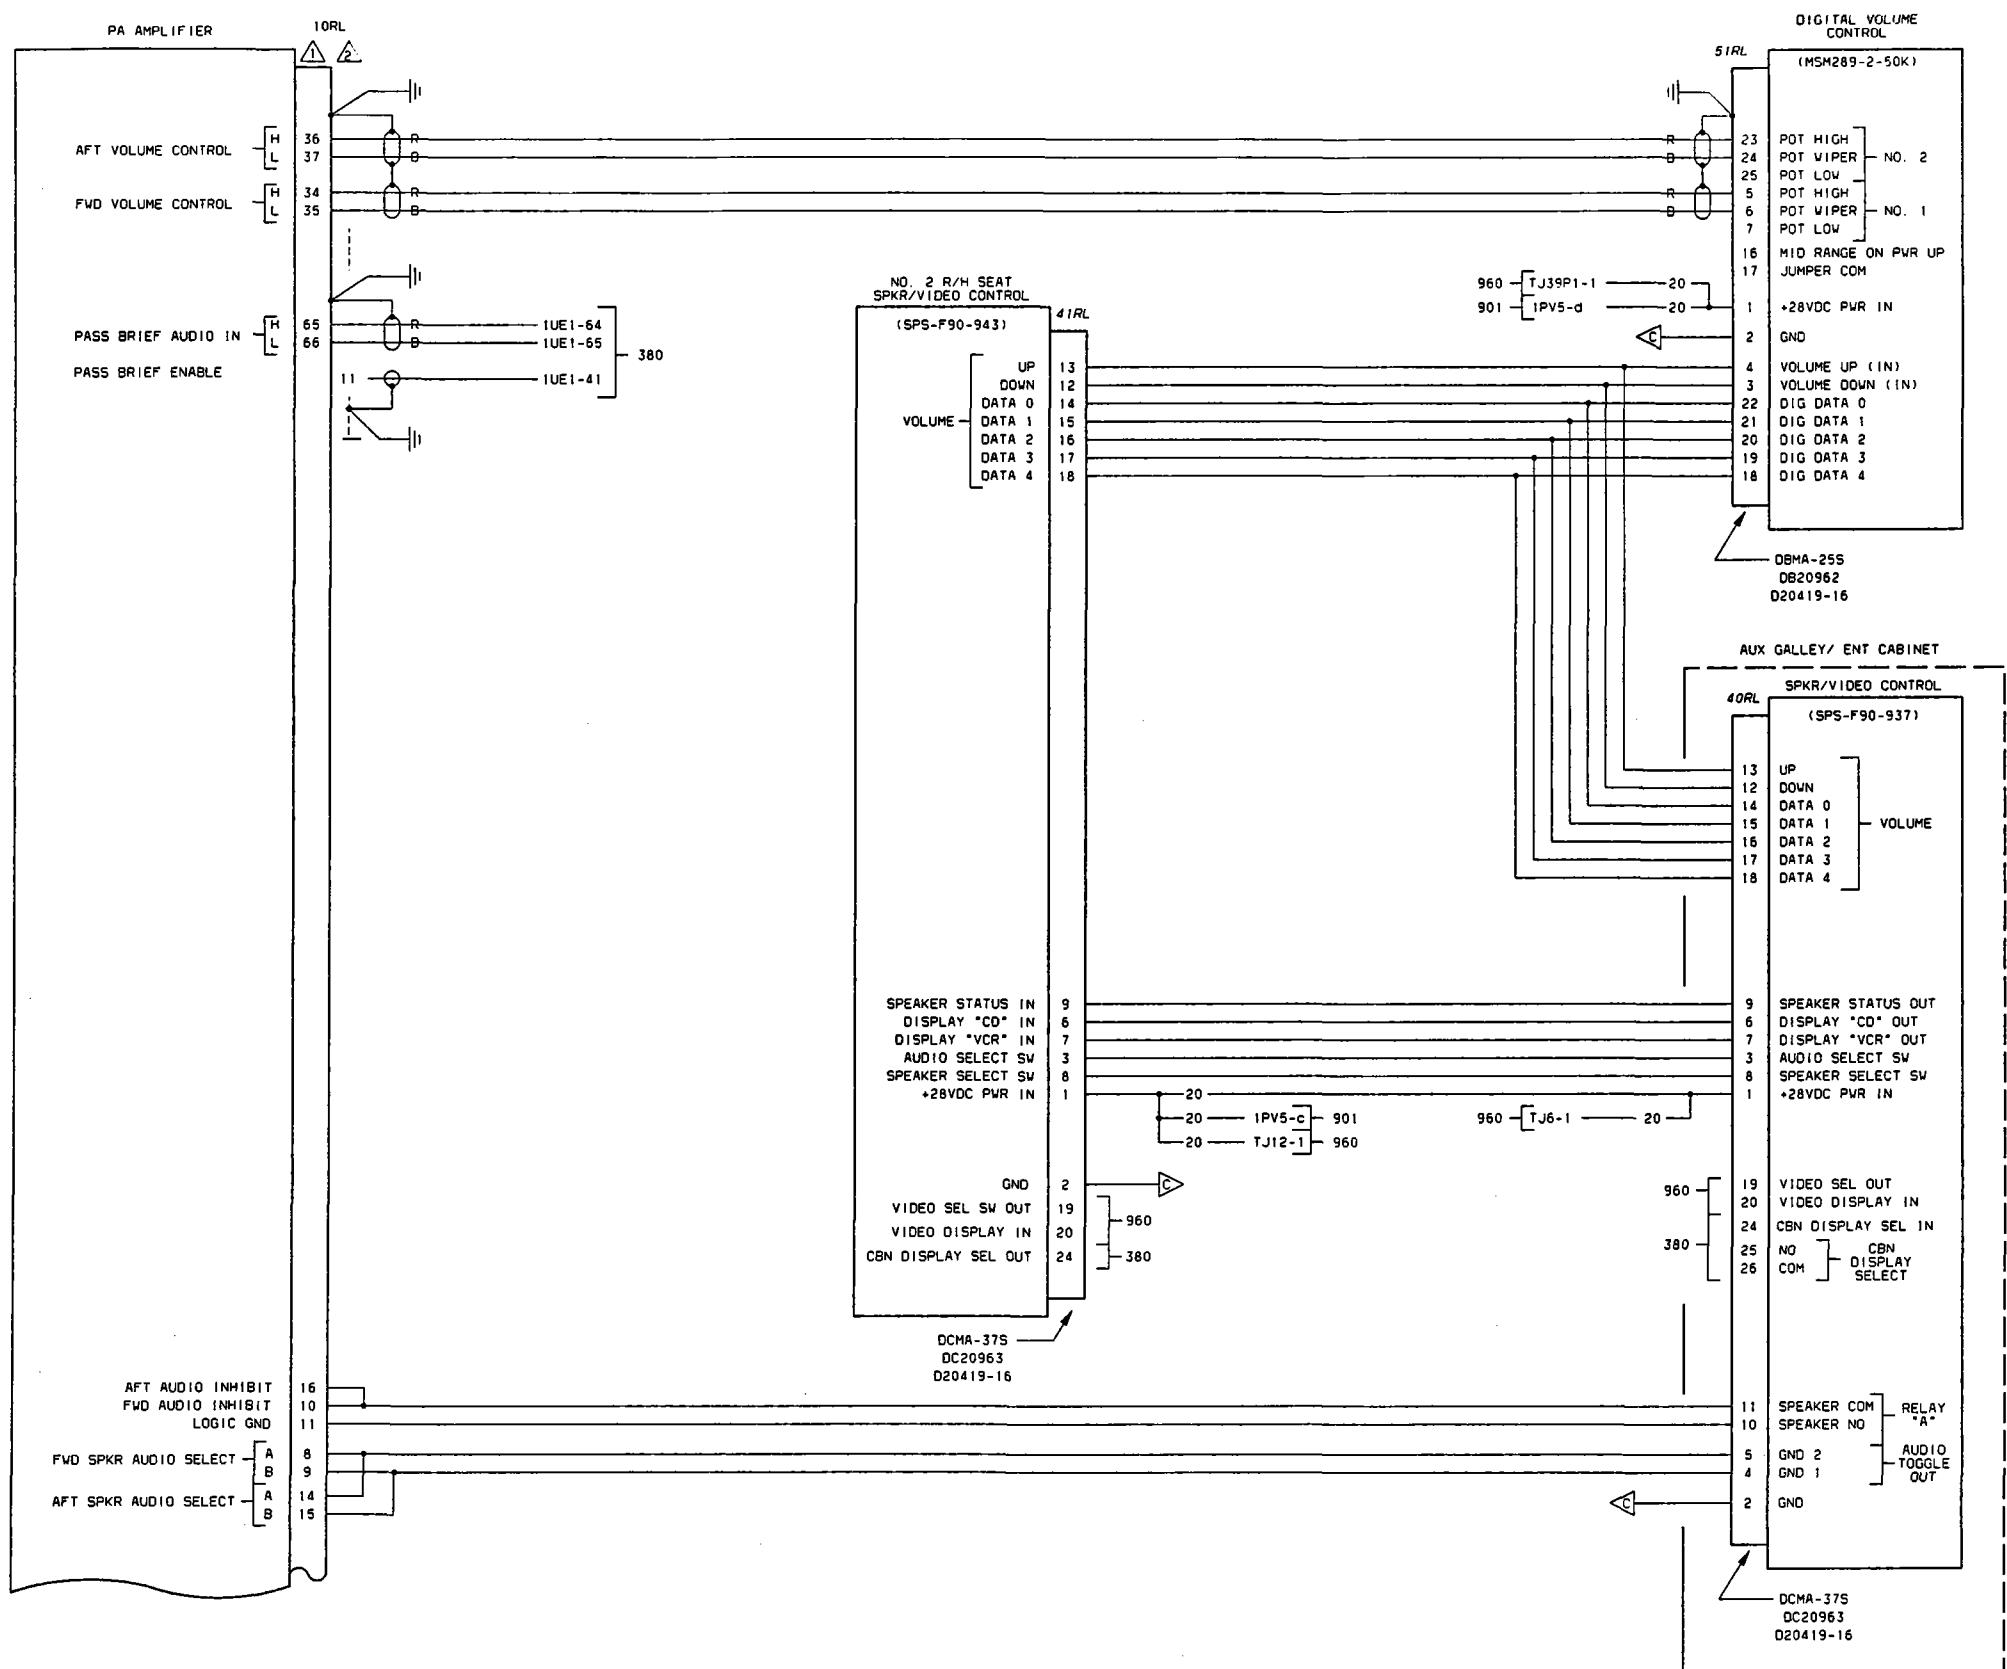 PA AMPLIFIER
10RL
1 2
AFT VOLUME CONTROL
H 36 R
L 37 B
FWD VOLUME CONTROL
H 34 R
L 35 B
PASS BRIEF AUDIO IN
H 65 R 1UE1-64
L 66 B 1UE1-65
380
PASS BRIEF ENABLE
11 1UE1-41
AFT AUDIO INHIBIT 16
FWD AUDIO INHIBIT 10
LOGIC GND 11
FWD SPKR AUDIO SELECT
A 8
B 9
AFT SPKR AUDIO SELECT
A 14
B 15
NO. 2 R/H SEAT
SPKR/VIDEO CONTROL
41RL
(SPS-F90-943)
VOLUME
UP 13
DOWN 12
DATA 0 14
DATA 1 15
DATA 2 16
DATA 3 17
DATA 4 18
SPEAKER STATUS IN 9
DISPLAY "CD" IN 6
DISPLAY "VCR" IN 7
AUDIO SELECT SW 3
SPEAKER SELECT SW 8
+28VDC PWR IN 1
20
20 1PV5-c 901
20 TJ12-1 960
GND 2 C
VIDEO SEL SW OUT 19
VIDEO DISPLAY IN 20
960
CBN DISPLAY SEL OUT 24 380
DCMA-37S
DC20963
D20419-16
DIGITAL VOLUME
CONTROL
51RL
(MSM289-2-50K)
R 23 POT HIGH
B 24 POT WIPER NO. 2
25 POT LOW
R 5 POT HIGH
B 6 POT WIPER NO. 1
7 POT LOW
16 MID RANGE ON PWR UP
17 JUMPER COM
960 TJ39P1-1 20
901 1PV5-d 20
1 +28VDC PWR IN
C 2 GND
4 VOLUME UP (IN)
3 VOLUME DOWN (IN)
22 DIG DATA 0
21 DIG DATA 1
20 DIG DATA 2
19 DIG DATA 3
18 DIG DATA 4
DBMA-25S
DB20962
D20419-16
AUX GALLEY/ ENT CABINET
SPKR/VIDEO CONTROL
40RL
(SPS-F90-937)
13 UP
12 DOWN
14 DATA 0
15 DATA 1
16 DATA 2
17 DATA 3
18 DATA 4
VOLUME
9 SPEAKER STATUS OUT
6 DISPLAY "CD" OUT
7 DISPLAY "VCR" OUT
3 AUDIO SELECT SW
8 SPEAKER SELECT SW
1 +28VDC PWR IN
960 TJ6-1 20
960
19 VIDEO SEL OUT
20 VIDEO DISPLAY IN
380
24 CBN DISPLAY SEL IN
25 NO
26 COM
CBN
DISPLAY
SELECT
11 SPEAKER COM
10 SPEAKER NO
RELAY
"A"
5 GND 2
4 GND 1
AUDIO
TOGGLE
OUT
C 2 GND
DCMA-37S
DC20963
D20419-16